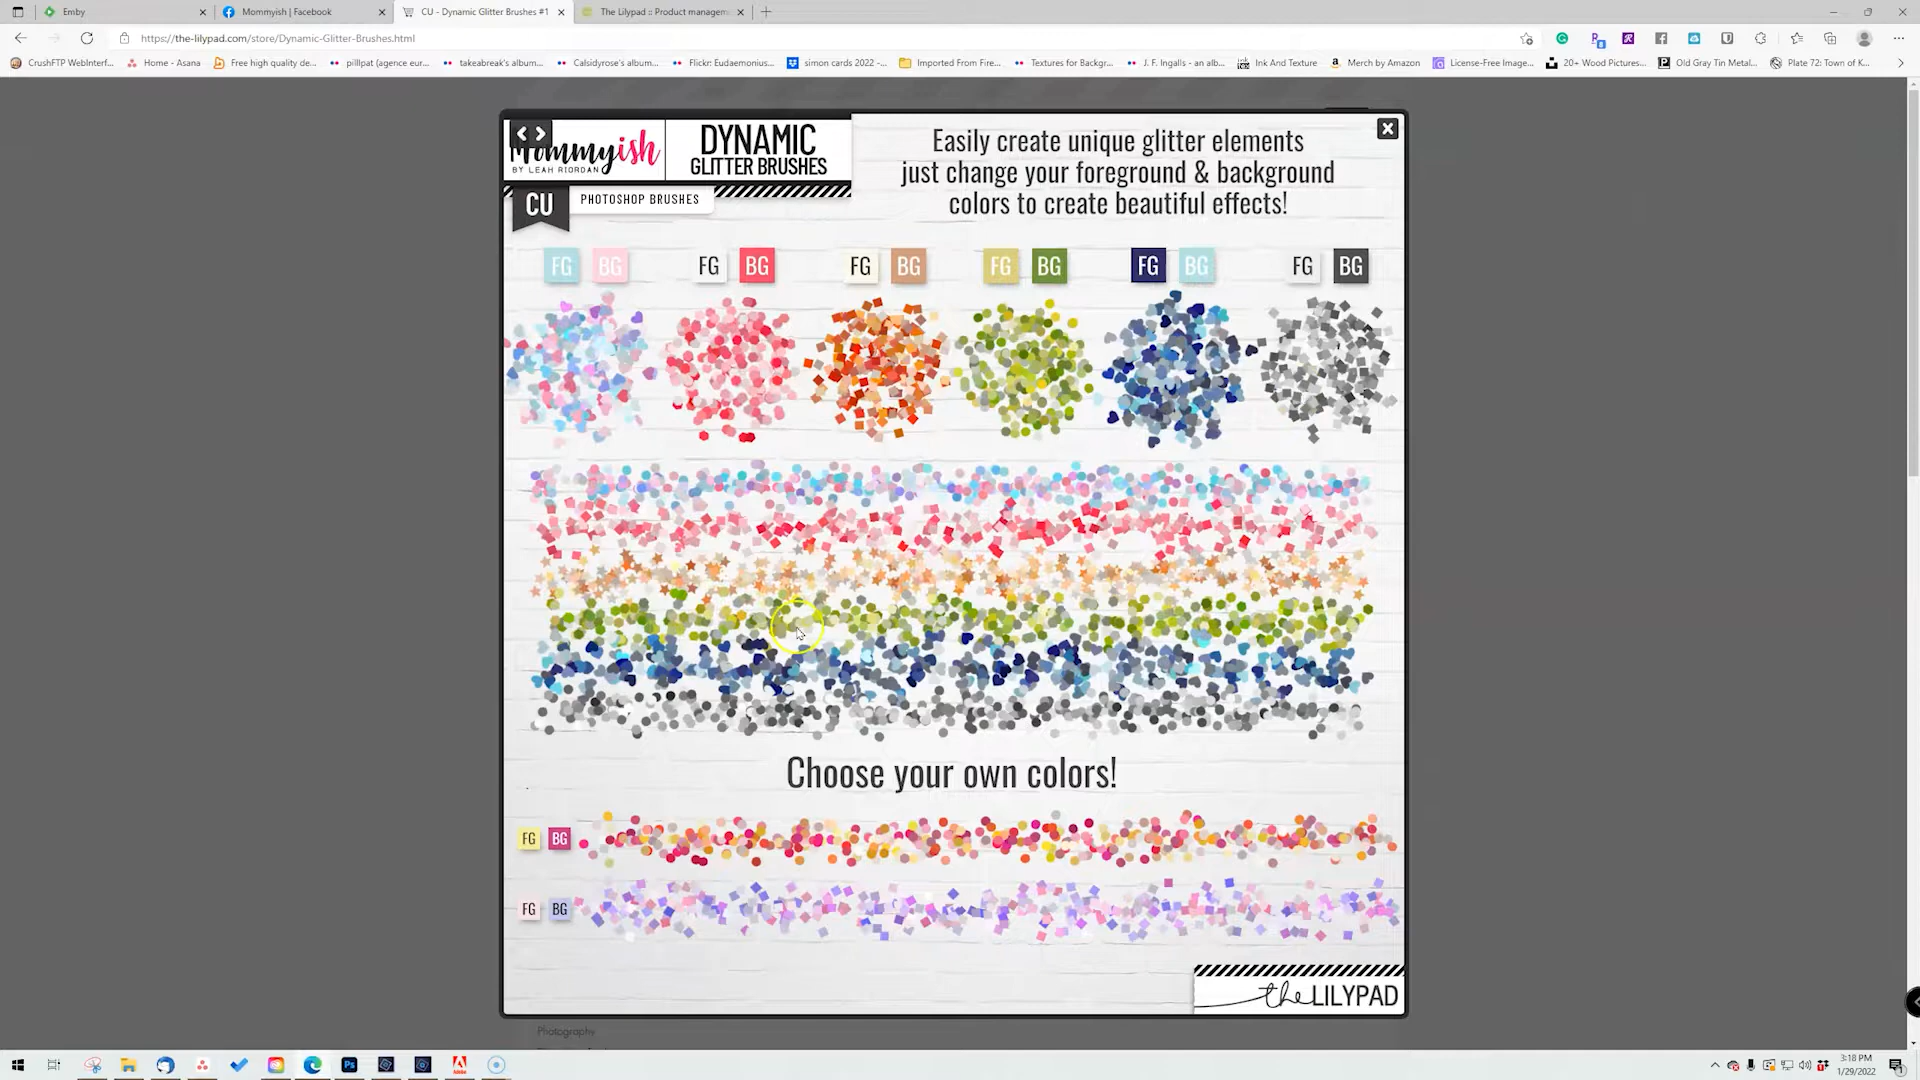 Emby
Mommyish | Facebook
CU - Dynamic Glitter Brushes #1
The Lilypad :: Product managem
https://the-lilypad.com/store/Dynamic-Glitter-Brushes.html
CrushFTP WebInterf...
Home - Asana
Free high quality de...
pillpat (agence eur...
takeabreak's album...
Calsidyrose's album...
Flickr: Eudaemonius...
simon cards 2022 -...
Imported From Fire...
Textures for Backgr...
J. F. Ingalls - an alb...
Ink And Texture
Merch by Amazon
License-Free Image...
20+ Wood Pictures...
Old Gray Tin Metal...
Plate 72: Town of K...
Mommyish
BY LEAH RIORDAN
DYNAMIC
GLITTER BRUSHES
CU
PHOTOSHOP BRUSHES
Easily create unique glitter elements
just change your foreground & background
colors to create beautiful effects!
FG BG FG BG FG BG FG BG FG BG FG BG
Choose your own colors!
FG BG
FG BG
the LILYPAD
Photography
3:18 PM
1/29/2022